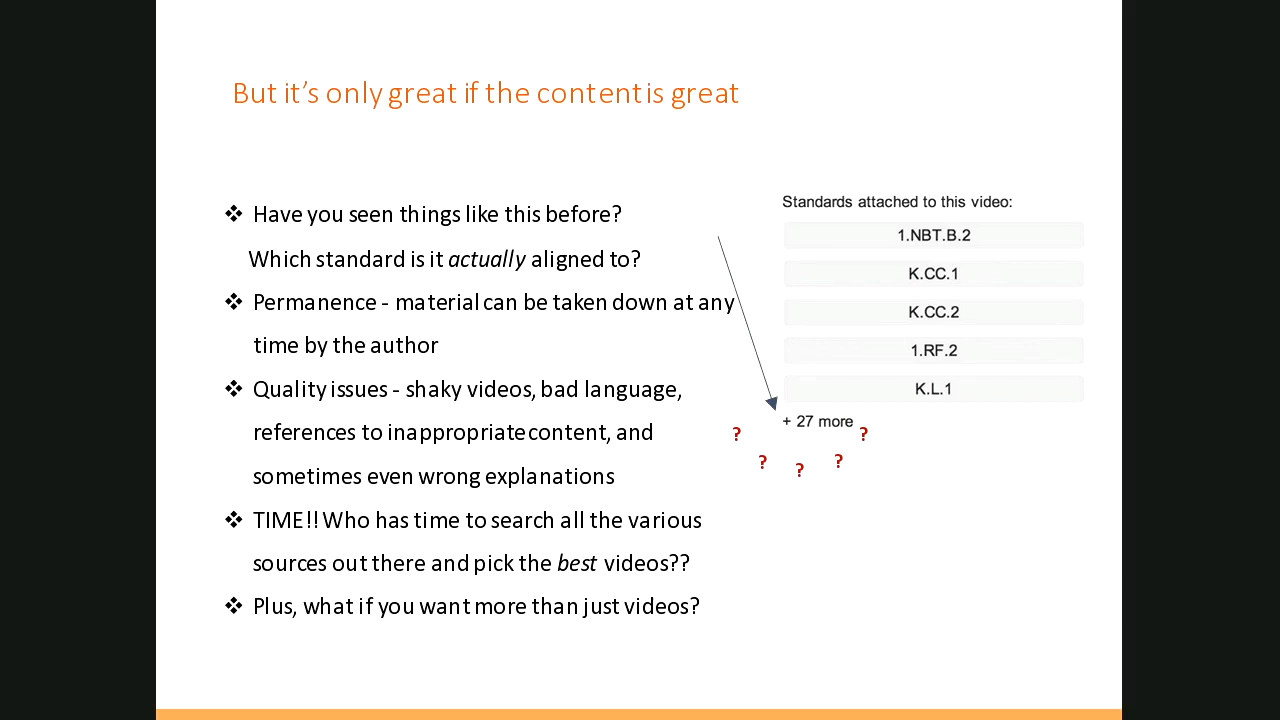 But it's only great if the content is great
❖ Have you seen things like this before?
Which standard is it actually aligned to?
❖ Permanence - material can be taken down at any
time by the author
❖ Quality issues - shaky videos, bad language,
references to inappropriate content, and
sometimes even wrong explanations
❖ TIME!! Who has time to search all the various
sources out there and pick the best videos??
❖ Plus, what if you want more than just videos?
Standards attached to this video:
1.NBT.B.2
K.CC.1
K.CC.2
1.RF.2
K.L.1
+ 27 more
? ? ? ? ?